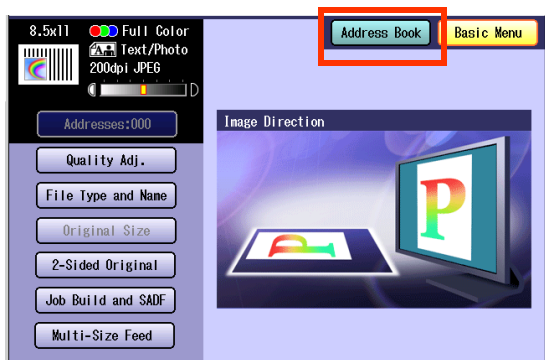 8.5x11 Full Color
Text/Photo
200dpi JPEG
Addresses:000
Quality Adj.
File Type and Name
Original Size
2-Sided Original
Job Build and SADF
Multi-Size Feed
Address Book Basic Menu
Image Direction
P
P